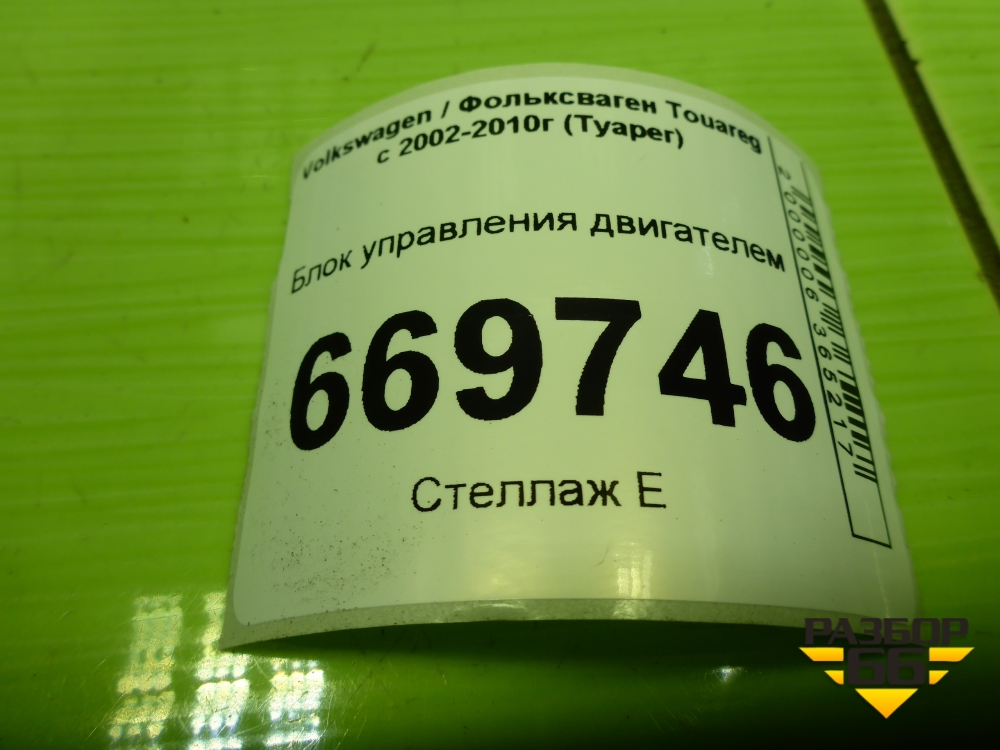 Volkswagen / Фольксваген Touareg
с 2002-2010г (Туарег)
Блок управления двигателем
669746
Стеллаж Е
2000006365217
РАЗБОР
66